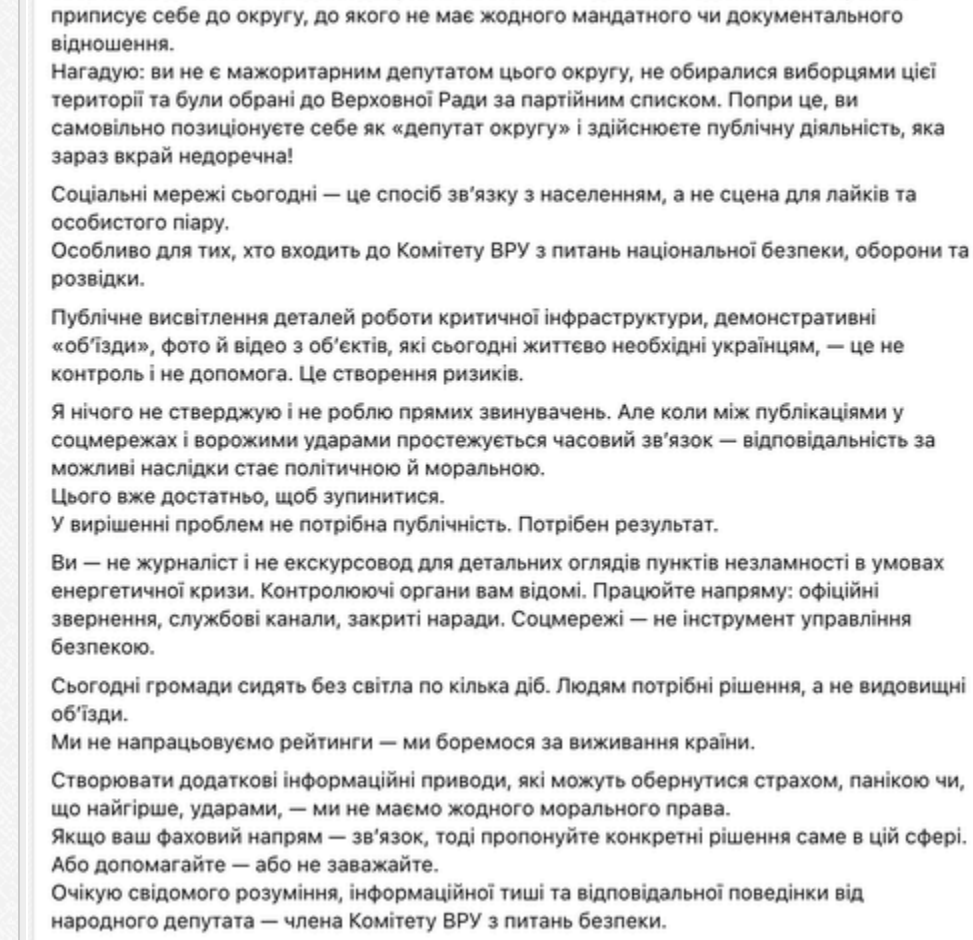 приписує себе до округу, до якого не має жодного мандатного чи документального
відношення.
Нагадую: ви не є мажоритарним депутатом цього округу, не обиралися виборцями цієї
території та були обрані до Верховної Ради за партійним списком. Попри це, ви
самовільно позиціонуєте себе як «депутат округу» і здійснюєте публічну діяльність, яка
зараз вкрай недоречна!
Соціальні мережі сьогодні — це спосіб зв’язку з населенням, а не сцена для лайків та
особистого піару.
Особливо для тих, хто входить до Комітету ВРУ з питань національної безпеки, оборони та
розвідки.
Публічне висвітлення деталей роботи критичної інфраструктури, демонстративні
«об’їзди», фото й відео з об’єктів, які сьогодні життєво необхідні українцям, — це не
контроль і не допомога. Це створення ризиків.
Я нічого не стверджую і не роблю прямих звинувачень. Але коли між публікаціями у
соцмережах і ворожими ударами простежується часовий зв’язок — відповідальність за
можливі наслідки стає політичною й моральною.
Цього вже достатньо, щоб зупинитися.
У вирішенні проблем не потрібна публічність. Потрібен результат.
Ви — не журналіст і не екскурсовод для детальних оглядів пунктів незламності в умовах
енергетичної кризи. Контролюючі органи вам відомі. Працюйте напряму: офіційні
звернення, службові канали, закриті наради. Соцмережі — не інструмент управління
безпекою.
Сьогодні громади сидять без світла по кілька діб. Людям потрібні рішення, а не видовищні
об’їзди.
Ми не напрацьовуємо рейтинги — ми боремося за виживання країни.
Створювати додаткові інформаційні приводи, які можуть обернутися страхом, панікою чи,
що найгірше, ударами, — ми не маємо жодного морального права.
Якщо ваш фаховий напрям — зв’язок, тоді пропонуйте конкретні рішення саме в цій сфері.
Або допомагайте — або не заважайте.
Очікую свідомого розуміння, інформаційної тиші та відповідальної поведінки від
народного депутата — члена Комітету ВРУ з питань безпеки.